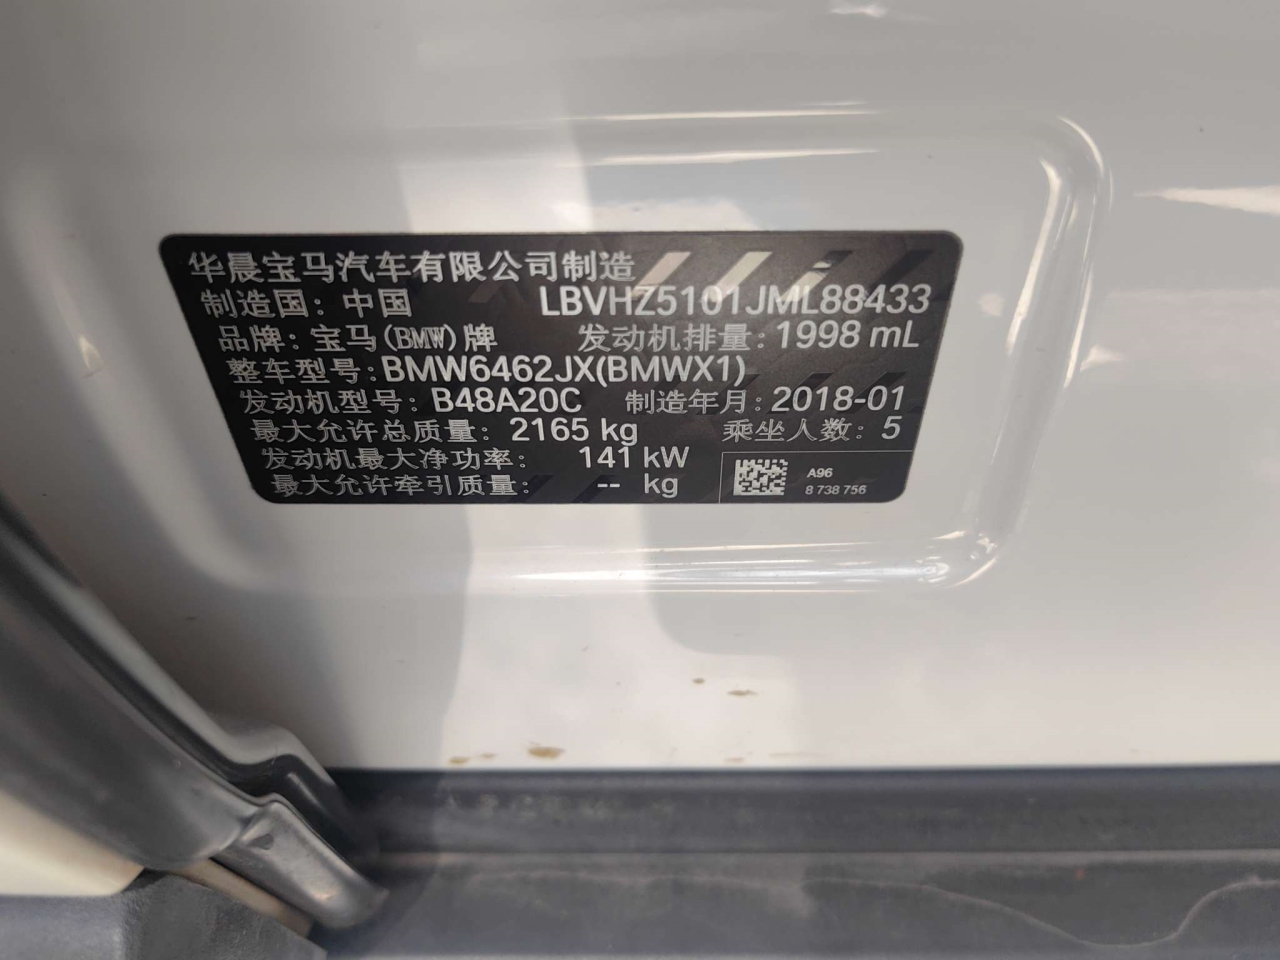 华晨宝马汽车有限公司制造
制造国：中国 LBVHZ5101JML88433
品牌：宝马(BMW)牌 发动机排量：1998 mL
整车型号：BMW6462JX(BMWX1)
发动机型号：B48A20C 制造年月：2018-01
最大允许总质量：2165 kg 乘坐人数：5
发动机最大净功率：141 kW
最大允许牵引质量：-- kg
A96
8 738 756